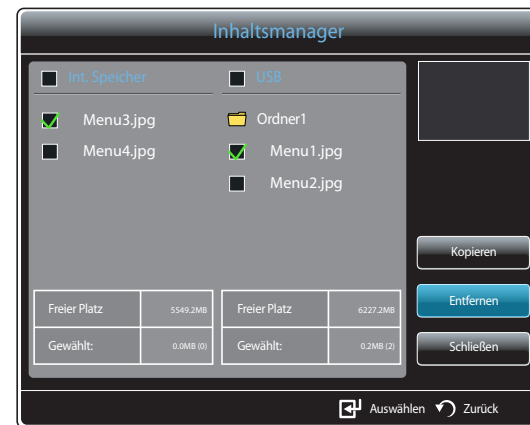 Inhaltsmanager
Int. Speicher
USB
Menu3.jpg
Ordner1
Menu4.jpg
Menu1.jpg
Menu2.jpg
Kopieren
Entfernen
Schließen
Freier Platz 5549.2MB
Freier Platz 6227.2MB
Gewählt: 0.0MB (0)
Gewählt: 0.2MB (2)
Auswählen Zurück